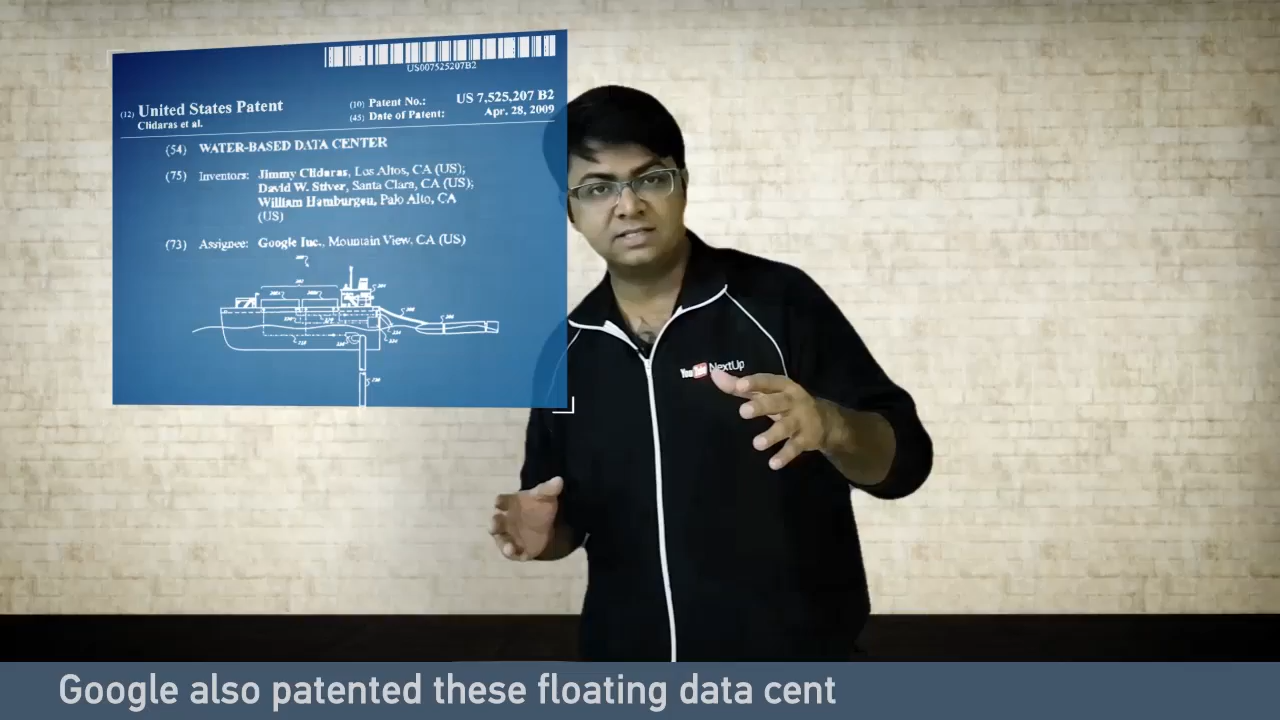 US007525207B2
(12) United States Patent
Clidaras et al.
(10) Patent No.: US 7,525,207 B2
(45) Date of Patent: Apr. 28, 2009
(54) WATER-BASED DATA CENTER
(75) Inventors: Jimmy Clidaras, Los Altos, CA (US);
David W. Stiver, Santa Clara, CA (US);
William Hamburgen, Palo Alto, CA
(US)
(73) Assignee: Google Inc., Mountain View, CA (US)
YouTube NextUp
Google also patented these floating data cent